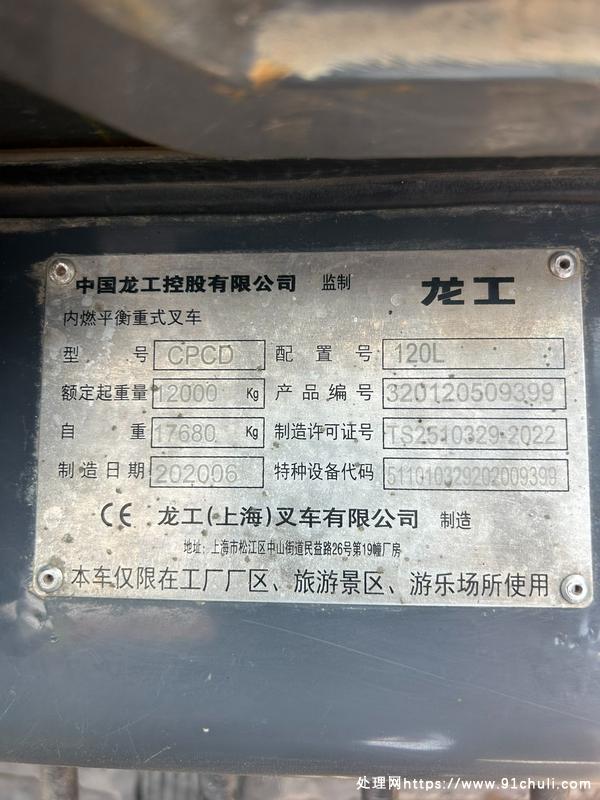 中国龙工控股有限公司 监制 龙工
内燃平衡重式叉车
型 号 CPCD 配 置 号 120L
额定起重量 12000 Kg 产 品 编 号 320120509399
自 重 17680 Kg 制造许可证号 TS2510329-2022
制造日期 202006 特种设备代码 511010329202009399
CE 龙工(上海)叉车有限公司 制造
地址: 上海市松江区中山街道民益路26号第19幢厂房
本车仅限在工厂厂区、旅游景区、游乐场所使用
处理网https://www.91chuli.com